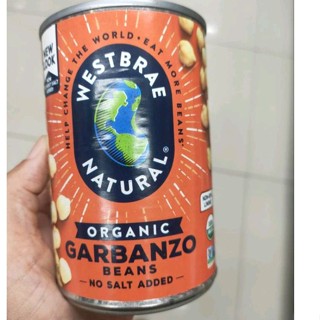 HELP CHANGE THE WORLD • EAT MORE BEANS
NEW
LOOK
WESTBRAE
NATURAL®
ORGANIC
GARBANZO
BEANS
NO SALT ADDED